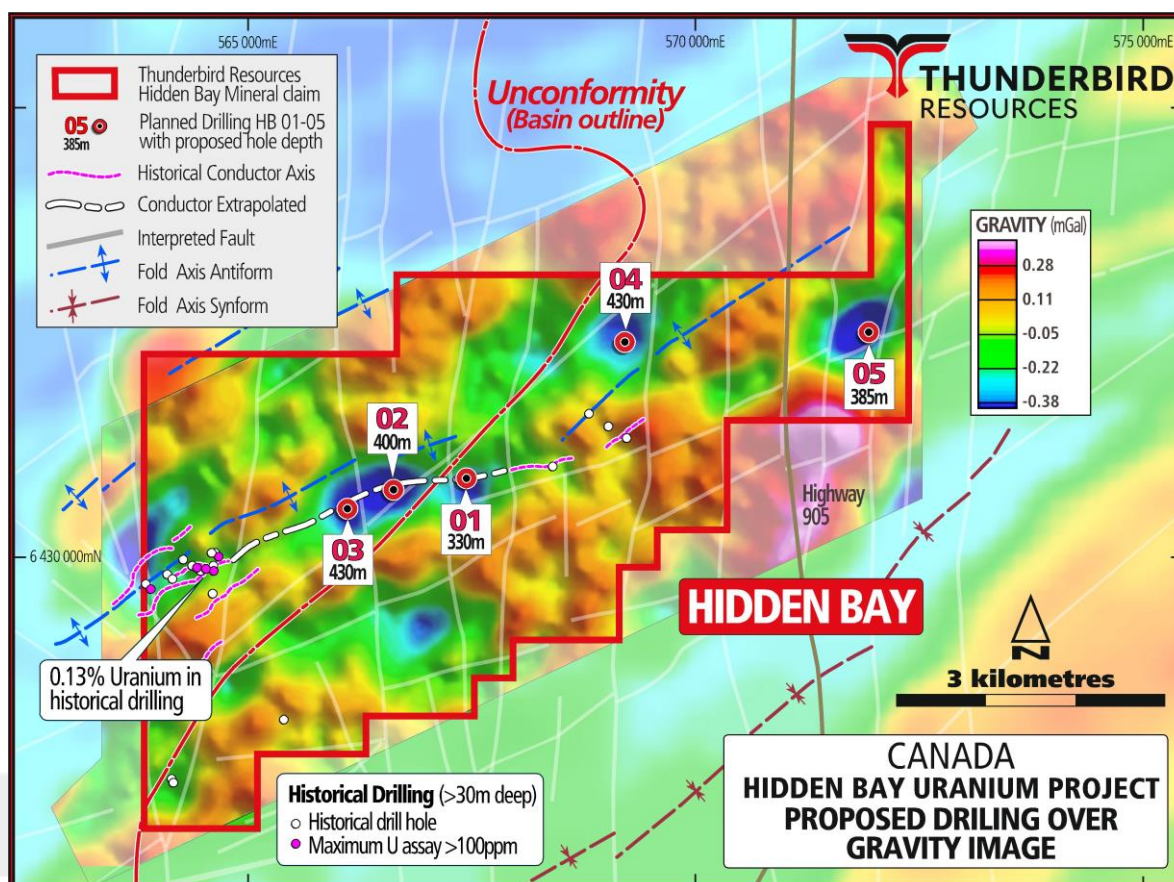 565 000mE
570 000mE
575 000mE
Thunderbird Resources
Hidden Bay Mineral claim
05
385m
Planned Drilling HB 01-05
with proposed hole depth
Historical Conductor Axis
Conductor Extrapolated
Interpreted Fault
Fold Axis Antiform
Fold Axis Synform
Unconformity
(Basin outline)
THUNDERBIRD
RESOURCES
GRAVITY (mGal)
0.28
0.11
-0.05
-0.22
-0.38
04
430m
05
385m
02
400m
01
330m
03
430m
Highway
905
6 430 000mN
HIDDEN BAY
0.13% Uranium in
historical drilling
N
3 kilometres
Historical Drilling (>30m deep)
Historical drill hole
Maximum U assay >100ppm
CANADA
HIDDEN BAY URANIUM PROJECT
PROPOSED DRILING OVER
GRAVITY IMAGE